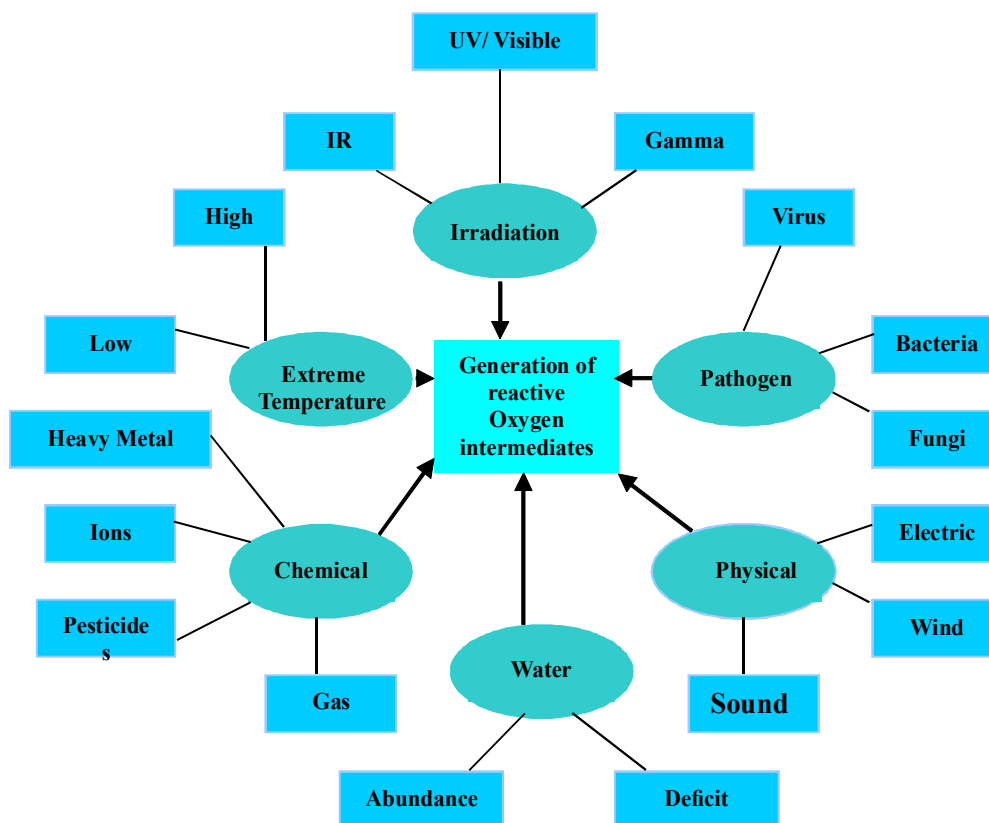 UV/ Visible
IR
Gamma
High
Virus
Irradiation
Low
Bacteria
Extreme
Temperature
Generation of
reactive
Oxygen
intermediates
Pathogen
Heavy Metal
Fungi
Ions
Electric
Chemical
Physical
Pesticide
s
Wind
Water
Gas
Sound
Abundance
Deficit